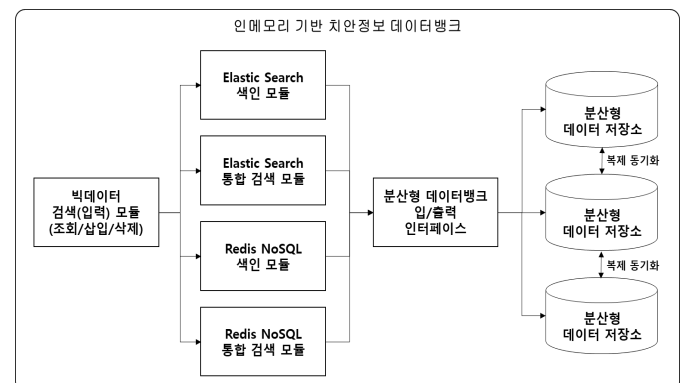 인메모리 기반 치안정보 데이터뱅크
Elastic Search
색인 모듈
Elastic Search
통합 검색 모듈
빅데이터
검색(입력) 모듈
(조회/삽입/삭제)
Redis NoSQL
색인 모듈
Redis NoSQL
통합 검색 모듈
분산형 데이터뱅크
입/출력
인터페이스
분산형
데이터 저장소
복제 동기화
분산형
데이터 저장소
복제 동기화
분산형
데이터 저장소